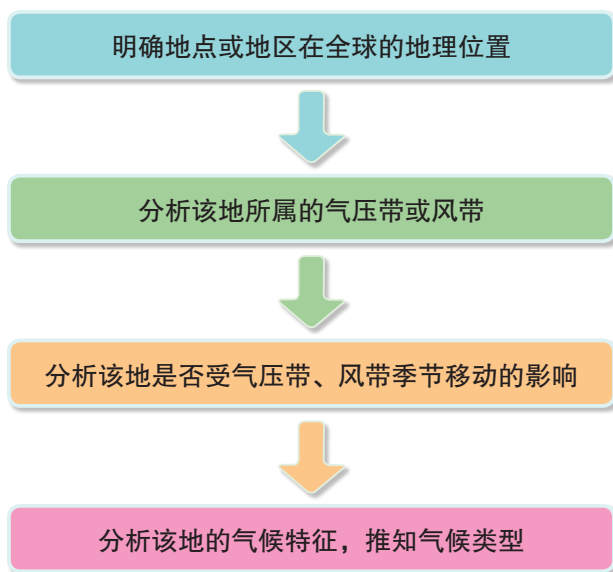 明确地点或地区在全球的地理位置
分析该地所属的气压带或风带
分析该地是否受气压带、风带季节移动的影响
分析该地的气候特征，推知气候类型